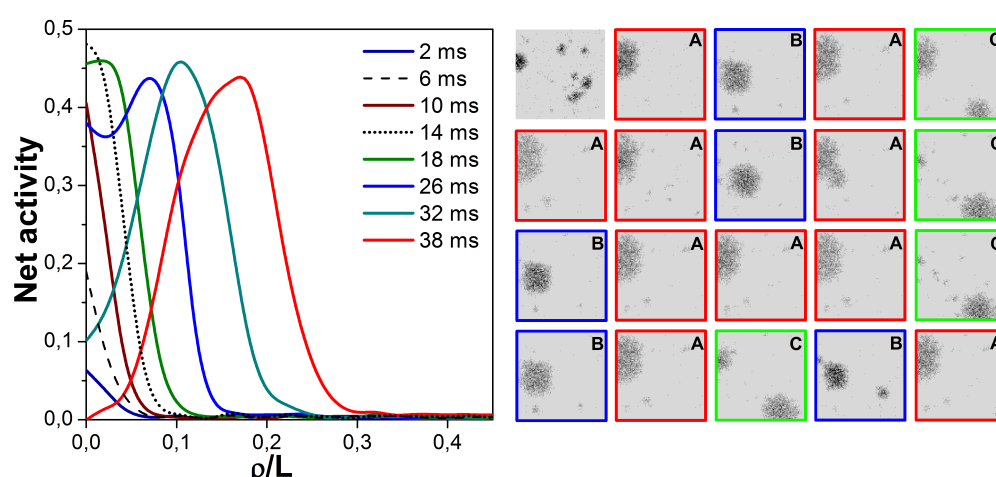 0,5
0,4
0,3
0,2
0,1
0,0
Net activity
0,0 0,1 0,2 0,3 0,4
ρ/L
2 ms
6 ms
10 ms
14 ms
18 ms
26 ms
32 ms
38 ms
A B A C
A A B A C
B A A A C
B A C B A